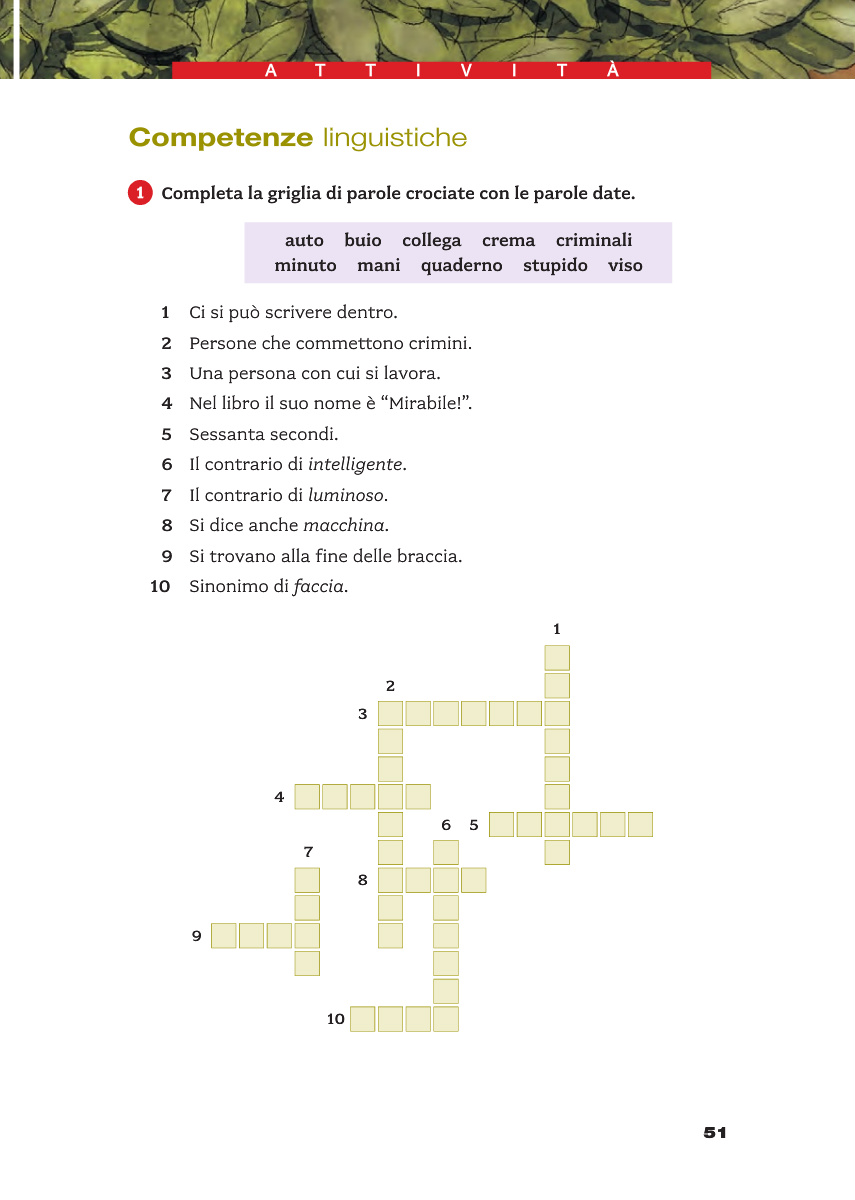 ATTIVITÀ
Competenze linguistiche
1 Completa la griglia di parole crociate con le parole date.
auto buio collega crema criminali
minuto mani quaderno stupido viso
1 Ci si può scrivere dentro.
2 Persone che commettono crimini.
3 Una persona con cui si lavora.
4 Nel libro il suo nome è “Mirabile!”.
5 Sessanta secondi.
6 Il contrario di intelligente.
7 Il contrario di luminoso.
8 Si dice anche macchina.
9 Si trovano alla fine delle braccia.
10 Sinonimo di faccia.
1
2
3
4
6 5
7
8
9
10
51